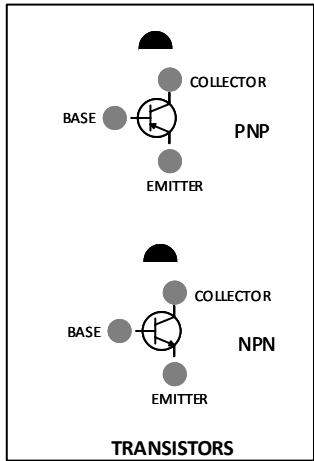 COLLECTOR
BASE
PNP
EMITTER
COLLECTOR
BASE
NPN
EMITTER
TRANSISTORS